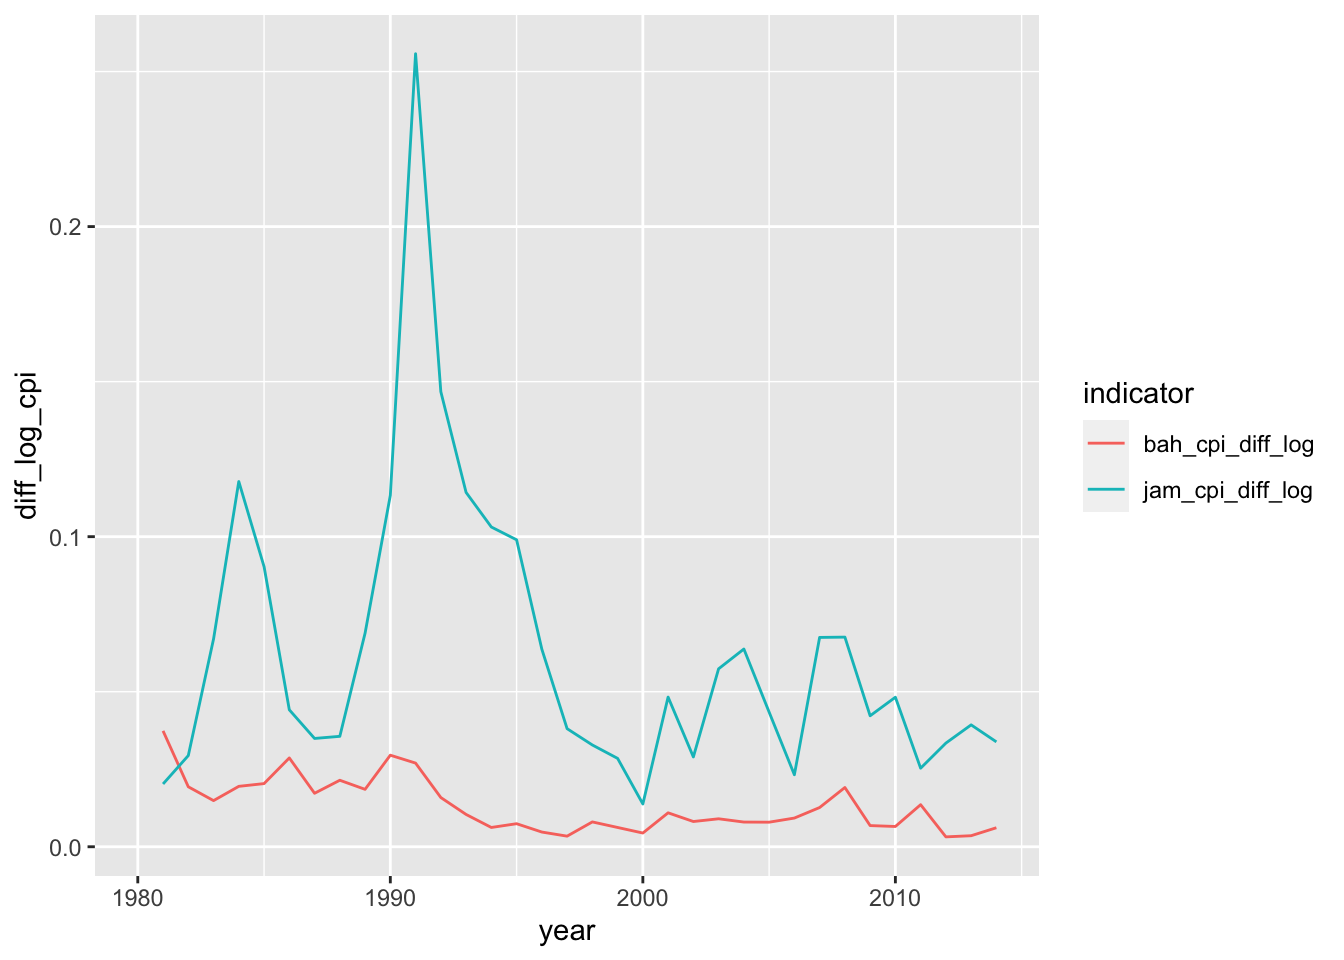 diff_log_cpi
0.2
0.1
0.0
1980 1990 2000 2010
year
indicator
bah_cpi_diff_log
jam_cpi_diff_log